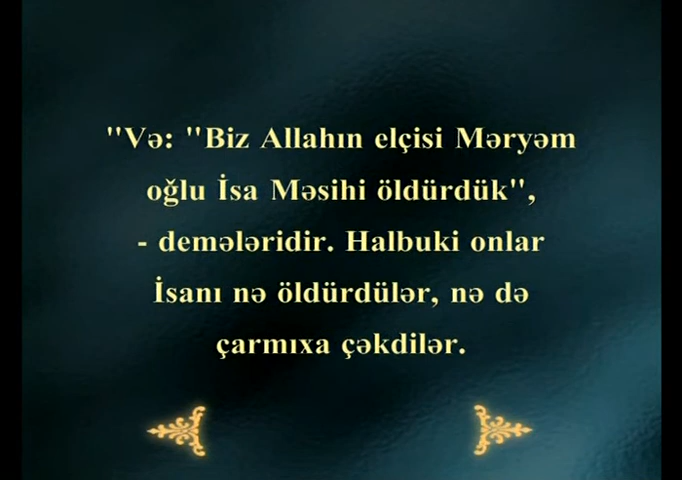 "Və: "Biz Allahın elçisi Məryəm
oğlu İsa Məsihi öldürdük",
- demələridir. Halbuki onlar
İsanı nə öldürdülər, nə də
çarmıxa çəkdilər.